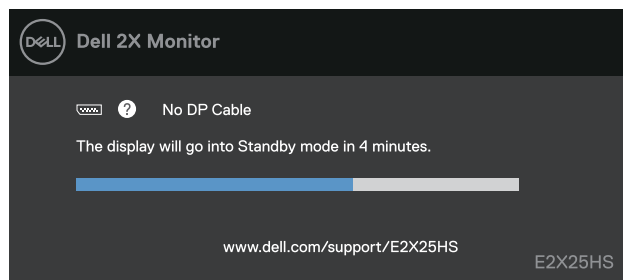 DELL Dell 2X Monitor
? No DP Cable
The display will go into Standby mode in 4 minutes.
www.dell.com/support/E2X25HS
E2X25HS